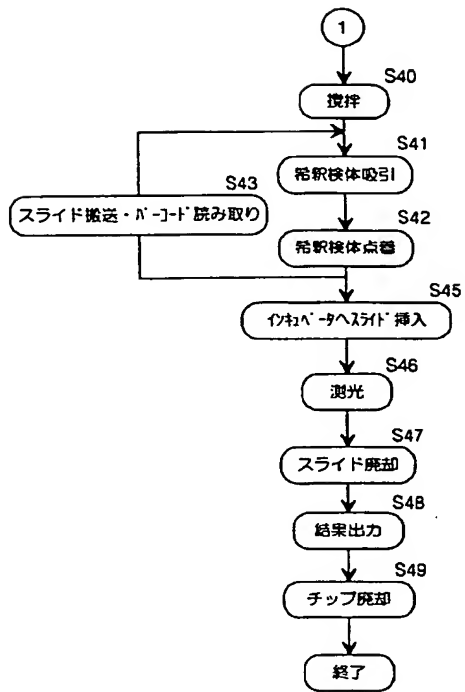 1
S40
攪拌
S41
希釈検体吸引
S43
スライド搬送・バーコード読み取り
S42
希釈検体点着
S45
インキュベータへスライド挿入
S46
測光
S47
スライド廃却
S48
結果出力
S49
チップ廃却
終了